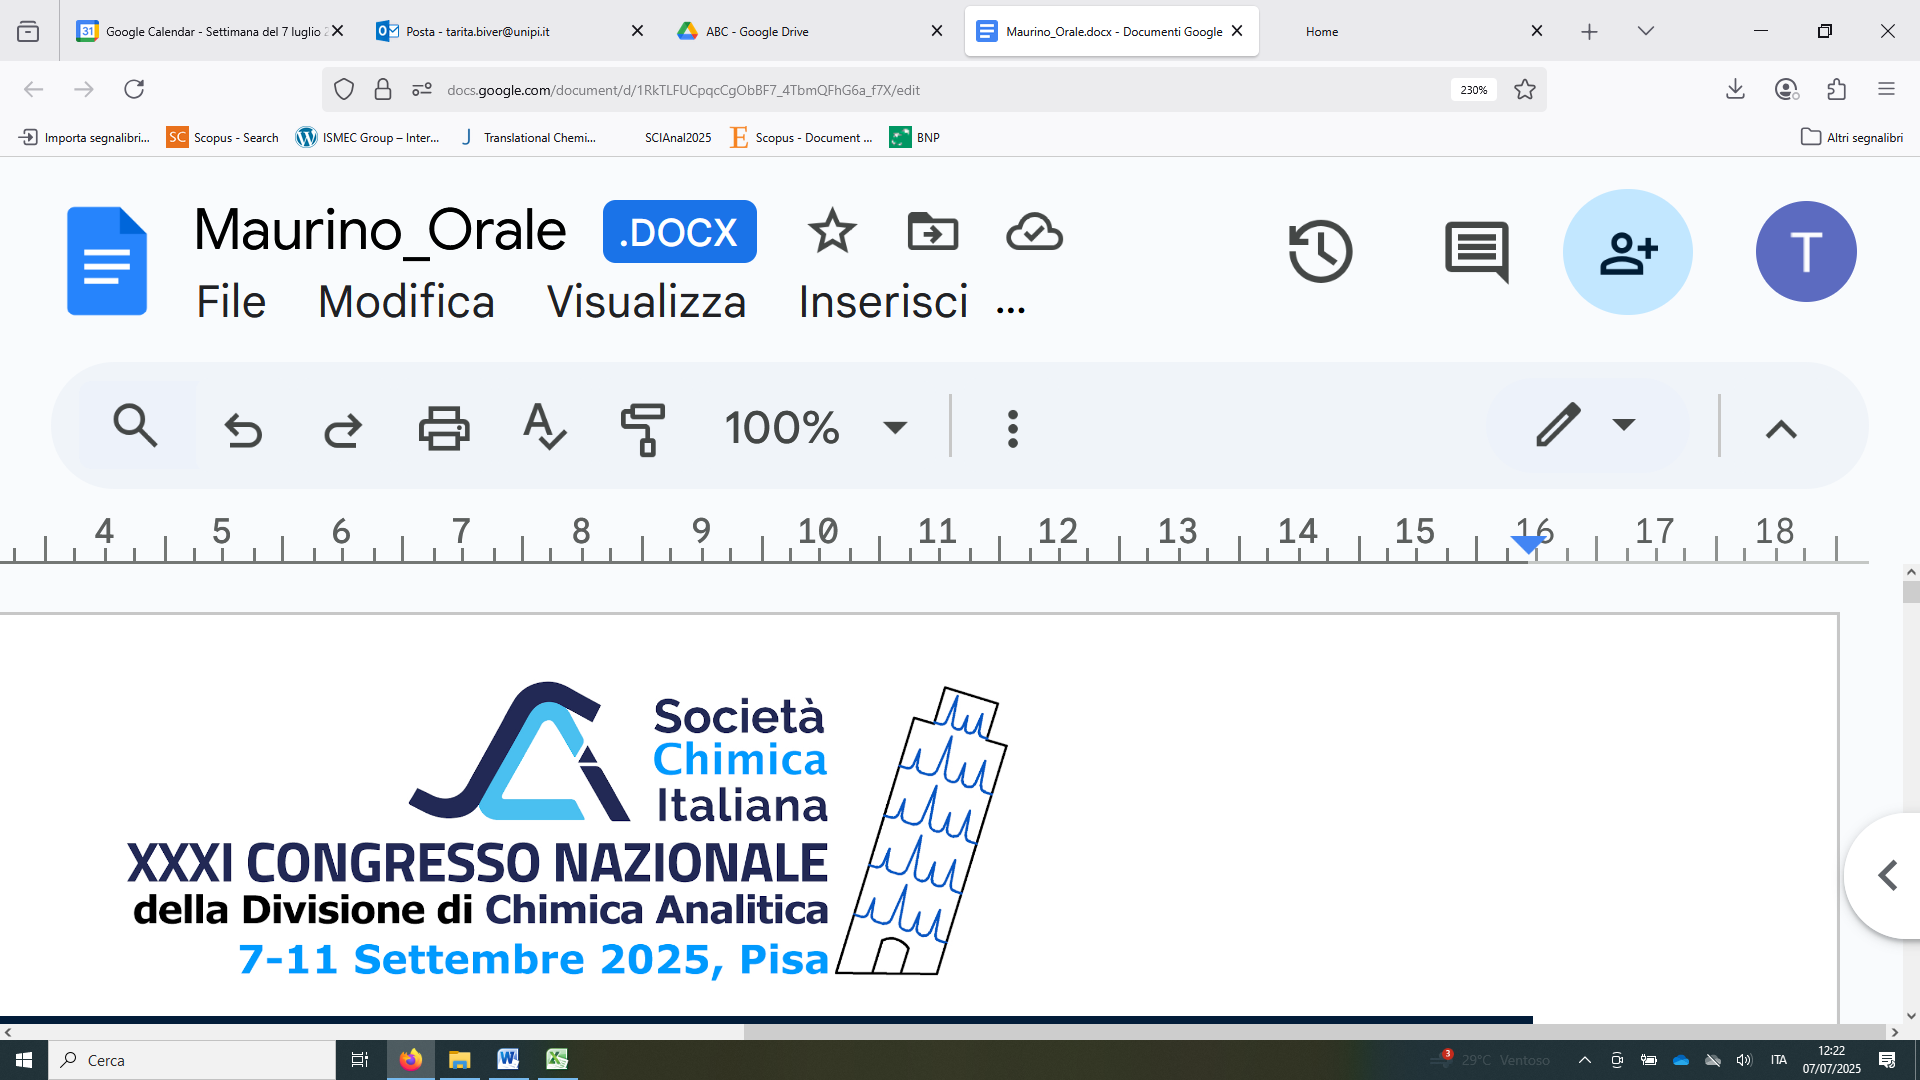 Google Calendar - Settimana del 7 luglio 2
Posta - tarita.biver@unipi.it
ABC - Google Drive
Maurino_Orale.docx - Documenti Google
Home
docs.google.com/document/d/1RkTLFUCpqcCgObBF7_4TbmQFhG6a_f7X/edit
230%
Importa segnalibri...
SC Scopus - Search
ISMEC Group – Inter...
J Translational Chemi...
SCIAnal2025
E Scopus - Document ...
BNP
Altri segnalibri
Maurino_Orale .DOCX
T
File Modifica Visualizza Inserisci ...
100%
4 5 6 7 8 9 10 11 12 13 14 15 16 17 18
Società
Chimica
Italiana
XXXI CONGRESSO NAZIONALE
della Divisione di Chimica Analitica
7-11 Settembre 2025, Pisa
Cerca
3
29°C Ventoso
ITA
12:22
07/07/2025